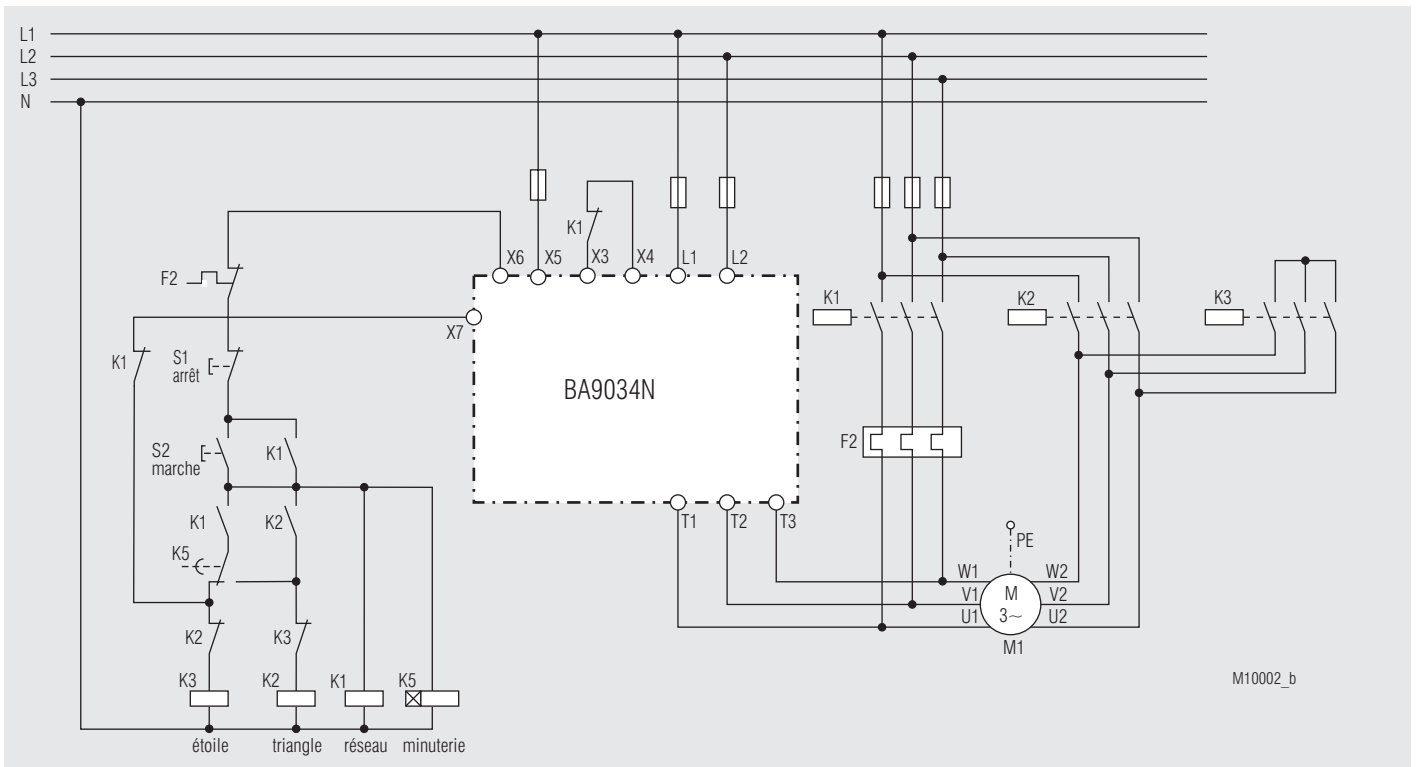 L1
L2
L3
N
X6
X5
K1
X3
X4
L1
L2
F2
X7
K1
S1
arrêt
BA9034N
K1
K2
K3
S2
marche
K1
F2
K1
K2
K5
T1
T2
T3
PE
W1
W2
V1
V2
U1
U2
M
3~
M1
K2
K3
K3
K2
K1
K5
M10002_b
étoile
triangle
réseau
minuterie